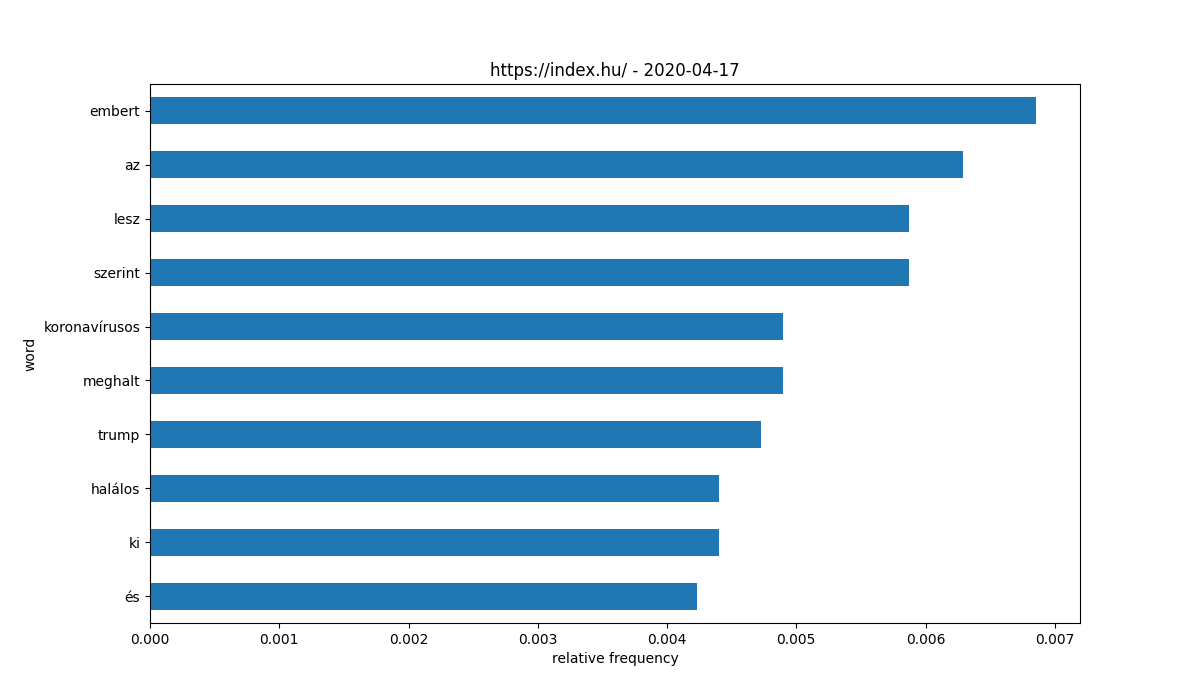 https://index.hu/ - 2020-04-17
embert
az
lesz
szerint
koronavírusos
meghalt
trump
halálos
ki
és
word
0.000 0.001 0.002 0.003 0.004 0.005 0.006 0.007
relative frequency